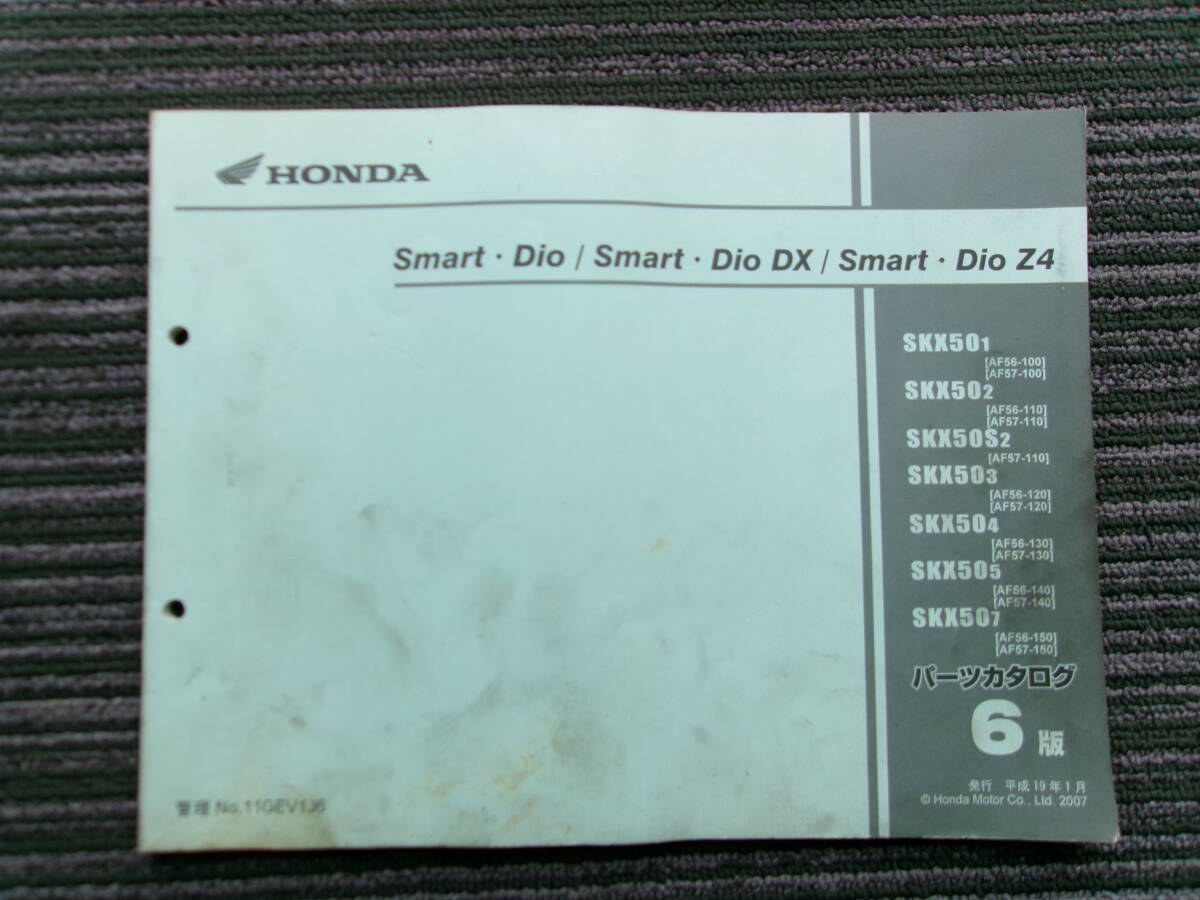 HONDA
Smart · Dio / Smart · Dio DX / Smart · Dio Z4
SKX501
[AF56-100]
[AF57-100]
SKX502
[AF56-110]
[AF57-110]
SKX50S2
[AF57-110]
SKX503
[AF56-120]
[AF57-120]
SKX504
[AF56-130]
[AF57-130]
SKX505
[AF56-140]
[AF57-140]
SKX507
[AF56-150]
[AF57-150]
パーツカタログ
6 版
発行 平成19年1月
© Honda Motor Co., Ltd. 2007
管理 No.11GEV1J6